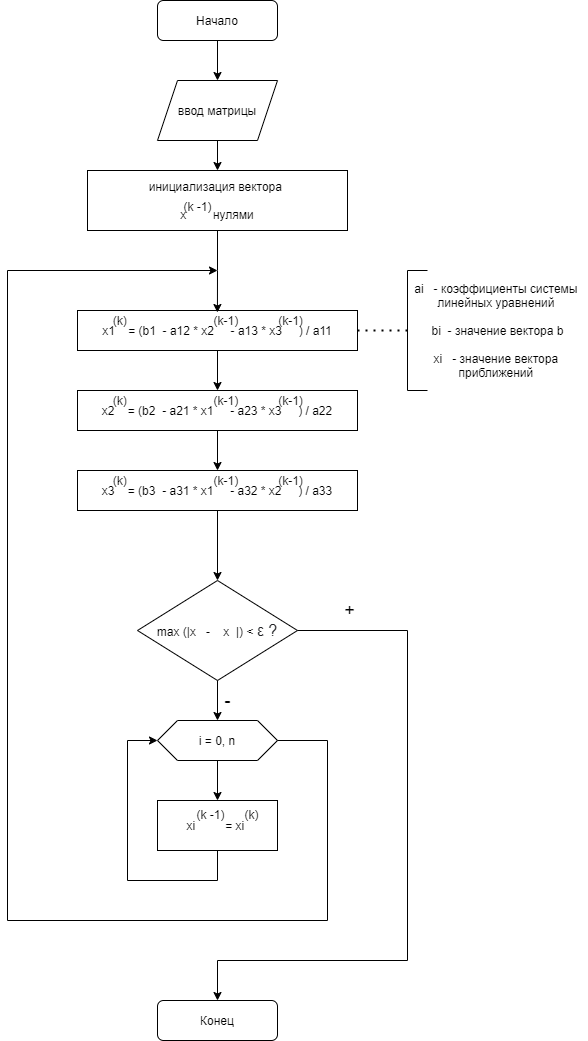 Начало
ввод матрицы
инициализация вектора
x(k -1) нулями
x1(k) = (b1 - a12 * x2(k-1) - a13 * x3(k-1)) / a11
ai - коэффициенты системы
линейных уравнений
bi - значение вектора b
xi - значение вектора
приближений
x2(k) = (b2 - a21 * x1(k-1) - a23 * x3(k-1)) / a22
x3(k) = (b3 - a31 * x1(k-1) - a32 * x2(k-1)) / a33
+
max (|x - x |) < ε ?
-
i = 0, n
xi(k -1) = xi(k)
Конец